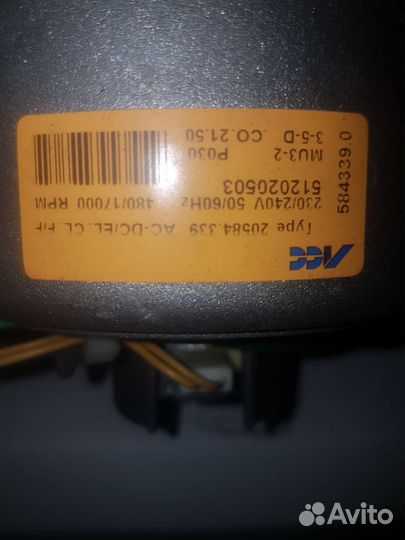 ACC
Type 20584.339 AC-DC/EL. CL. F/F
230/240V 50/60Hz 480/17000 RPM
512020503
MU3-2 P030
3-5-D .CO.21.50
584339.0
Avito